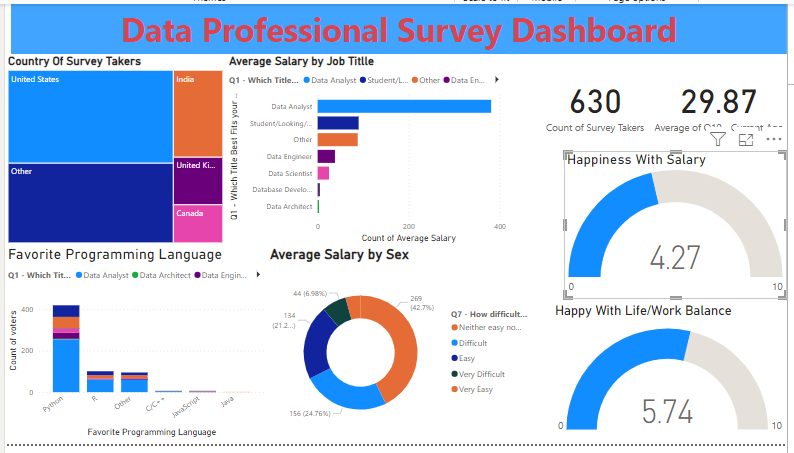 Data Professional Survey Dashboard
Country Of Survey Takers
United States
India
Other
United Ki...
Canada
Average Salary by Job Titlle
Q1 - Which Title... Data Analyst Student/L... Other Data En...
Q1 - Which Title Best Fits your ...
Data Analyst
Student/Looking/...
Other
Data Engineer
Data Scientist
Database Develo...
Data Architect
0 200 400
Count of Average Salary
630
Count of Survey Takers
29.87
Average of Current Age
Happiness With Salary
4.27
0 10
Favorite Programming Language
Q1 - Which Tit... Data Analyst Data Architect Data Engin...
Count of voters
400
200
0
Python R Other C/C++ JavaScript Java
Favorite Programming Language
Average Salary by Sex
44 (6.98%)
269
(42.7%)
134
(21.2...)
156 (24.76%)
Q7 - How difficult...
Neither easy no...
Difficult
Easy
Very Difficult
Very Easy
Happy With Life/Work Balance
5.74
0 10